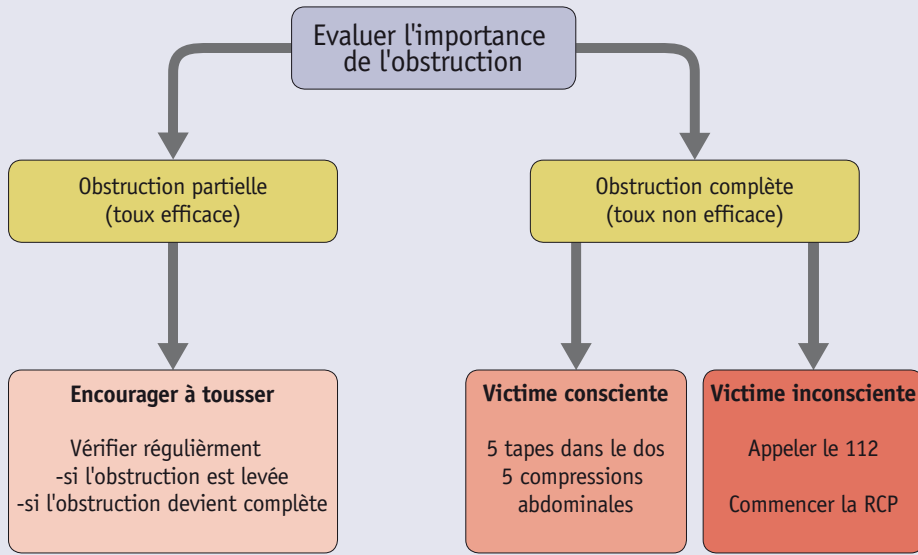 Evaluer l'importance
de l'obstruction
Obstruction partielle
(toux efficace)
Obstruction complète
(toux non efficace)
Encourager à tousser
Vérifier régulièrment
-si l'obstruction est levée
-si l'obstruction devient complète
Victime consciente
5 tapes dans le dos
5 compressions
abdominales
Victime inconsciente
Appeler le 112
Commencer la RCP